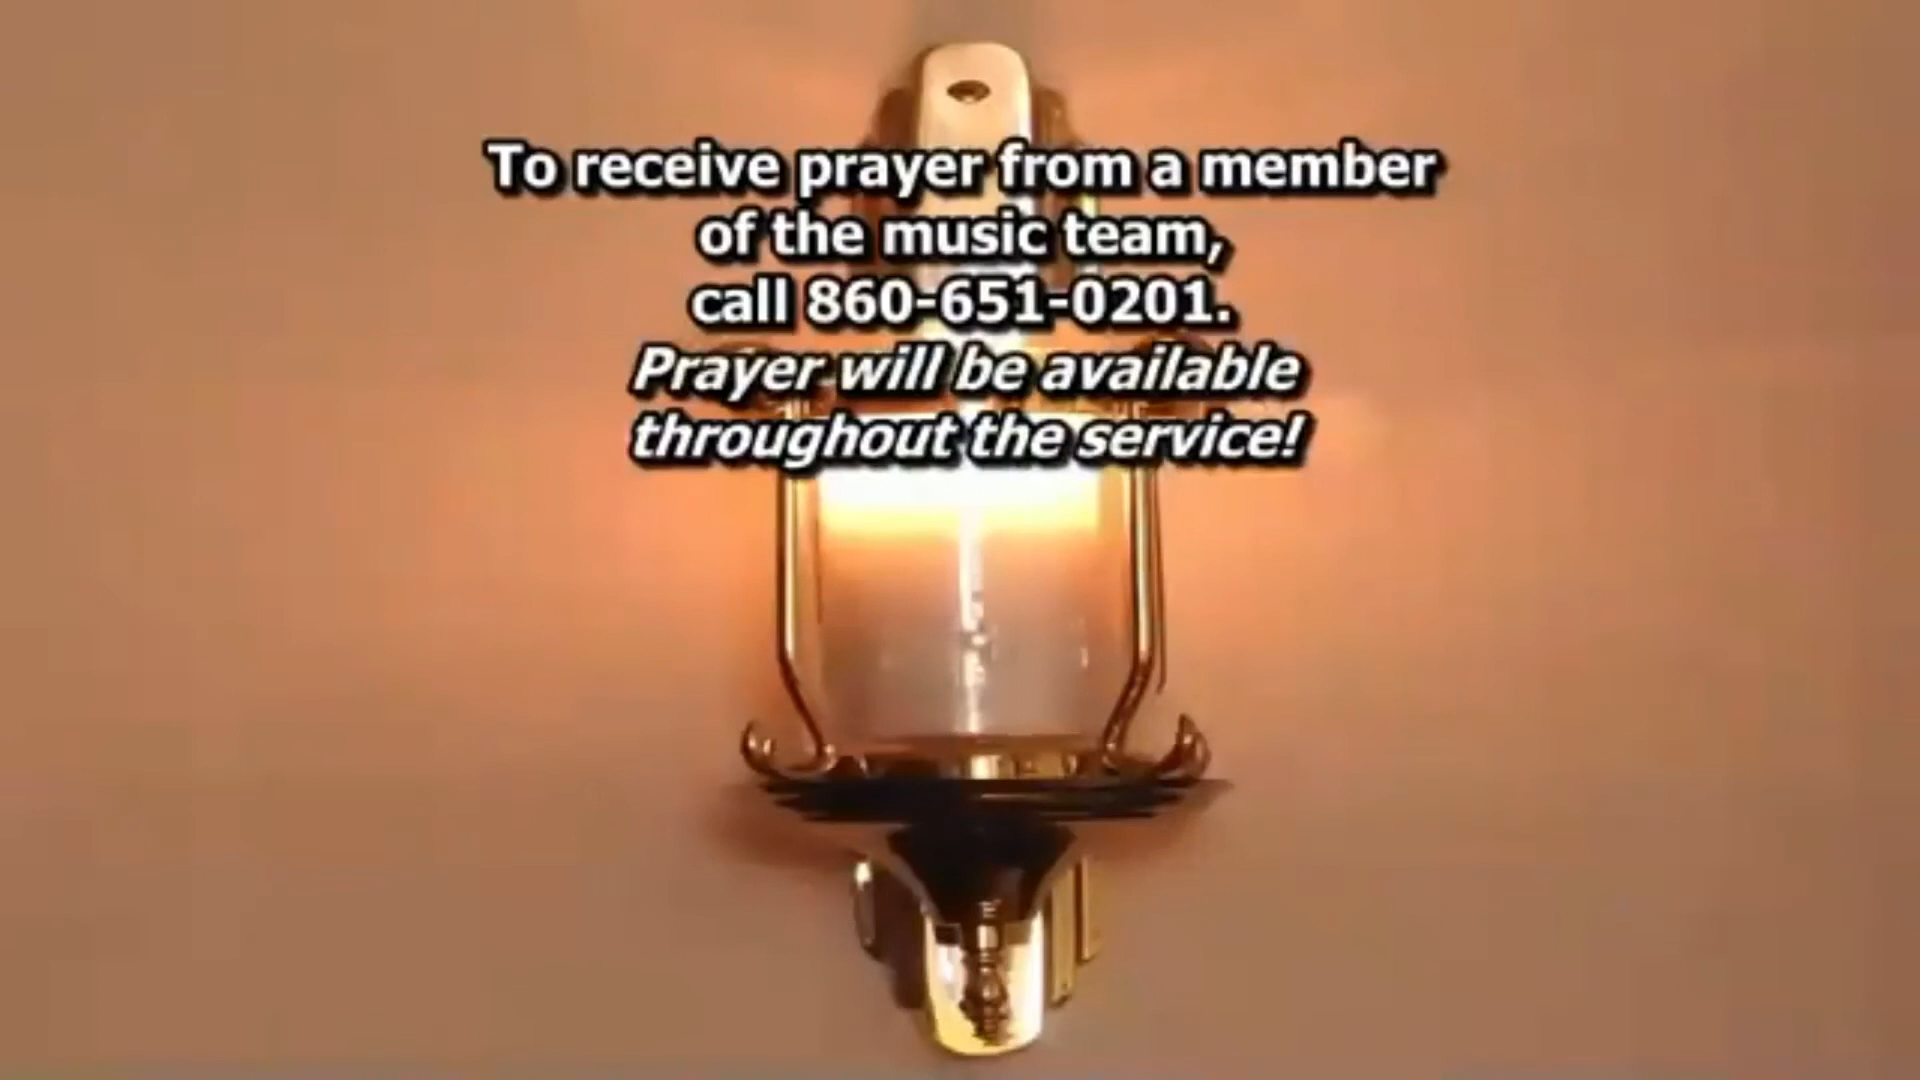 To receive prayer from a member
of the music team,
call 860-651-0201.
Prayer will be available
throughout the service!